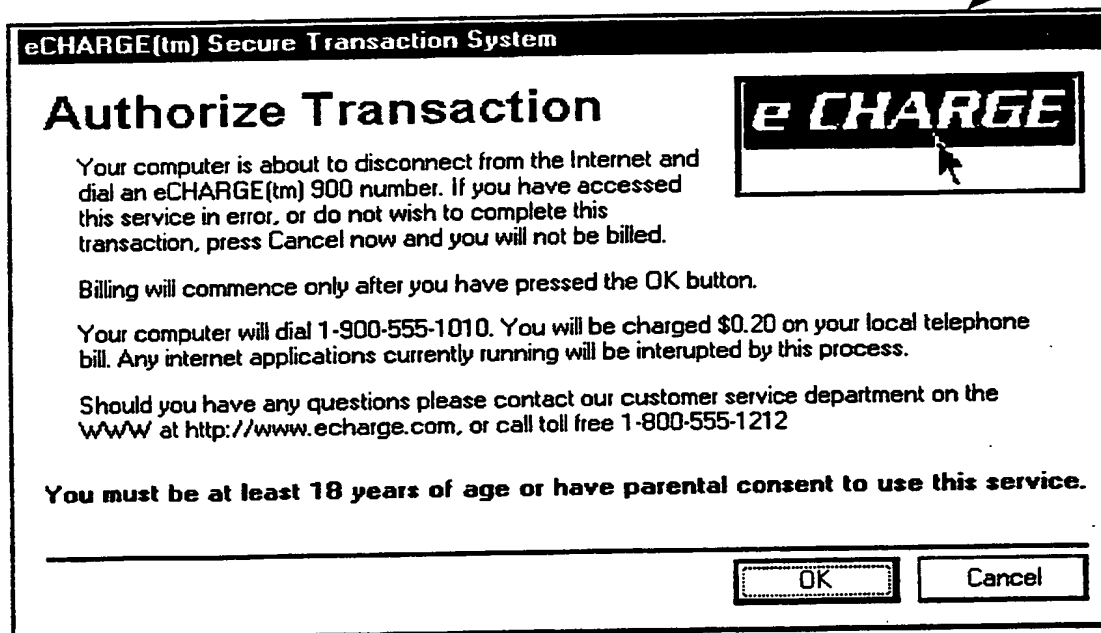 eCHARGE(tm) Secure Transaction System
Authorize Transaction
e CHARGE
Your computer is about to disconnect from the Internet and
dial an eCHARGE(tm) 900 number. If you have accessed
this service in error, or do not wish to complete this
transaction, press Cancel now and you will not be billed.
Billing will commence only after you have pressed the OK button.
Your computer will dial 1-900-555-1010. You will be charged $0.20 on your local telephone
bill. Any internet applications currently running will be interupted by this process.
Should you have any questions please contact our customer service department on the
WWW at http://www.echarge.com, or call toll free 1-800-555-1212
You must be at least 18 years of age or have parental consent to use this service.
OK
Cancel